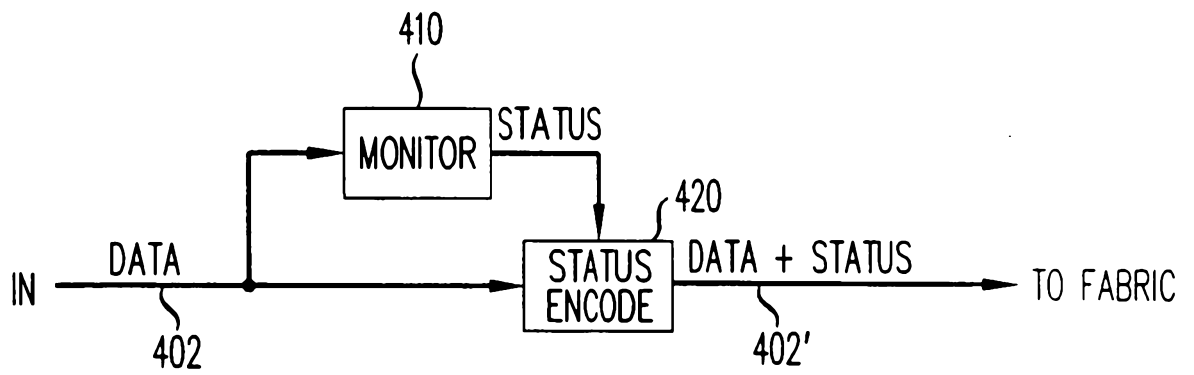 410
MONITOR
STATUS
420
IN
DATA
STATUS
ENCODE
DATA + STATUS
TO FABRIC
402
402'